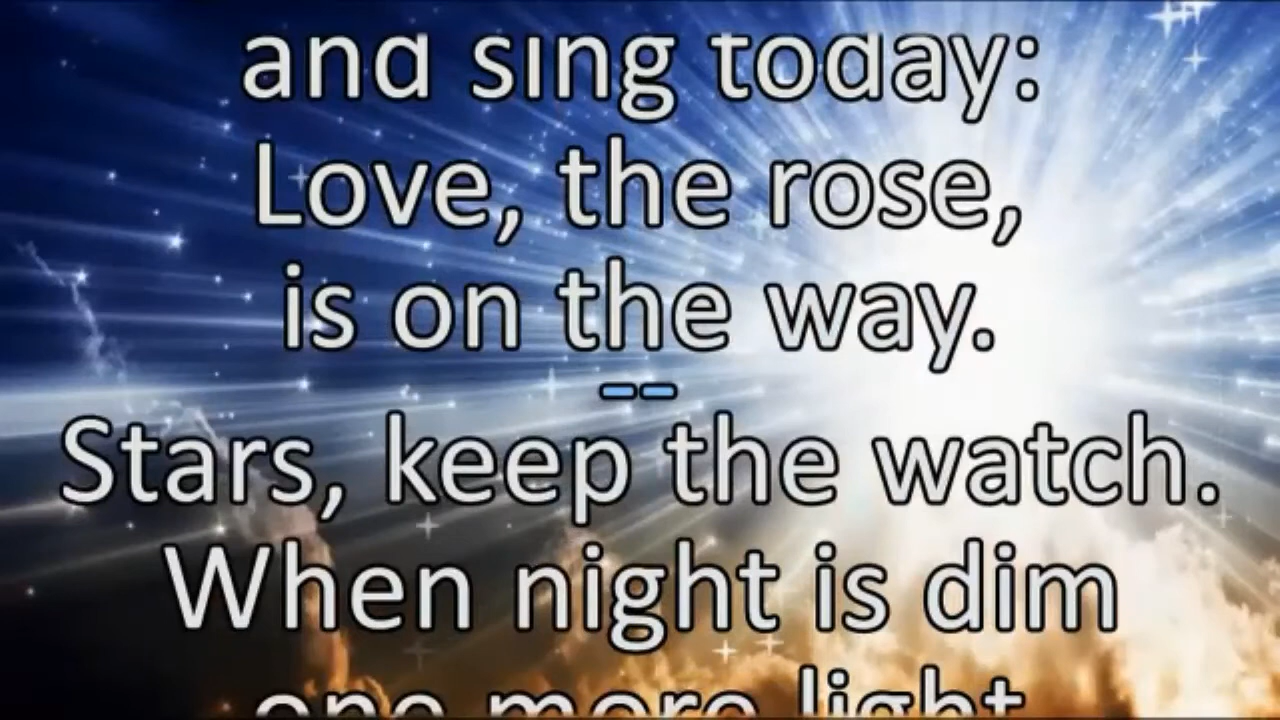 and sing today:
Love, the rose,
is on the way.
--
Stars, keep the watch.
When night is dim
one more light